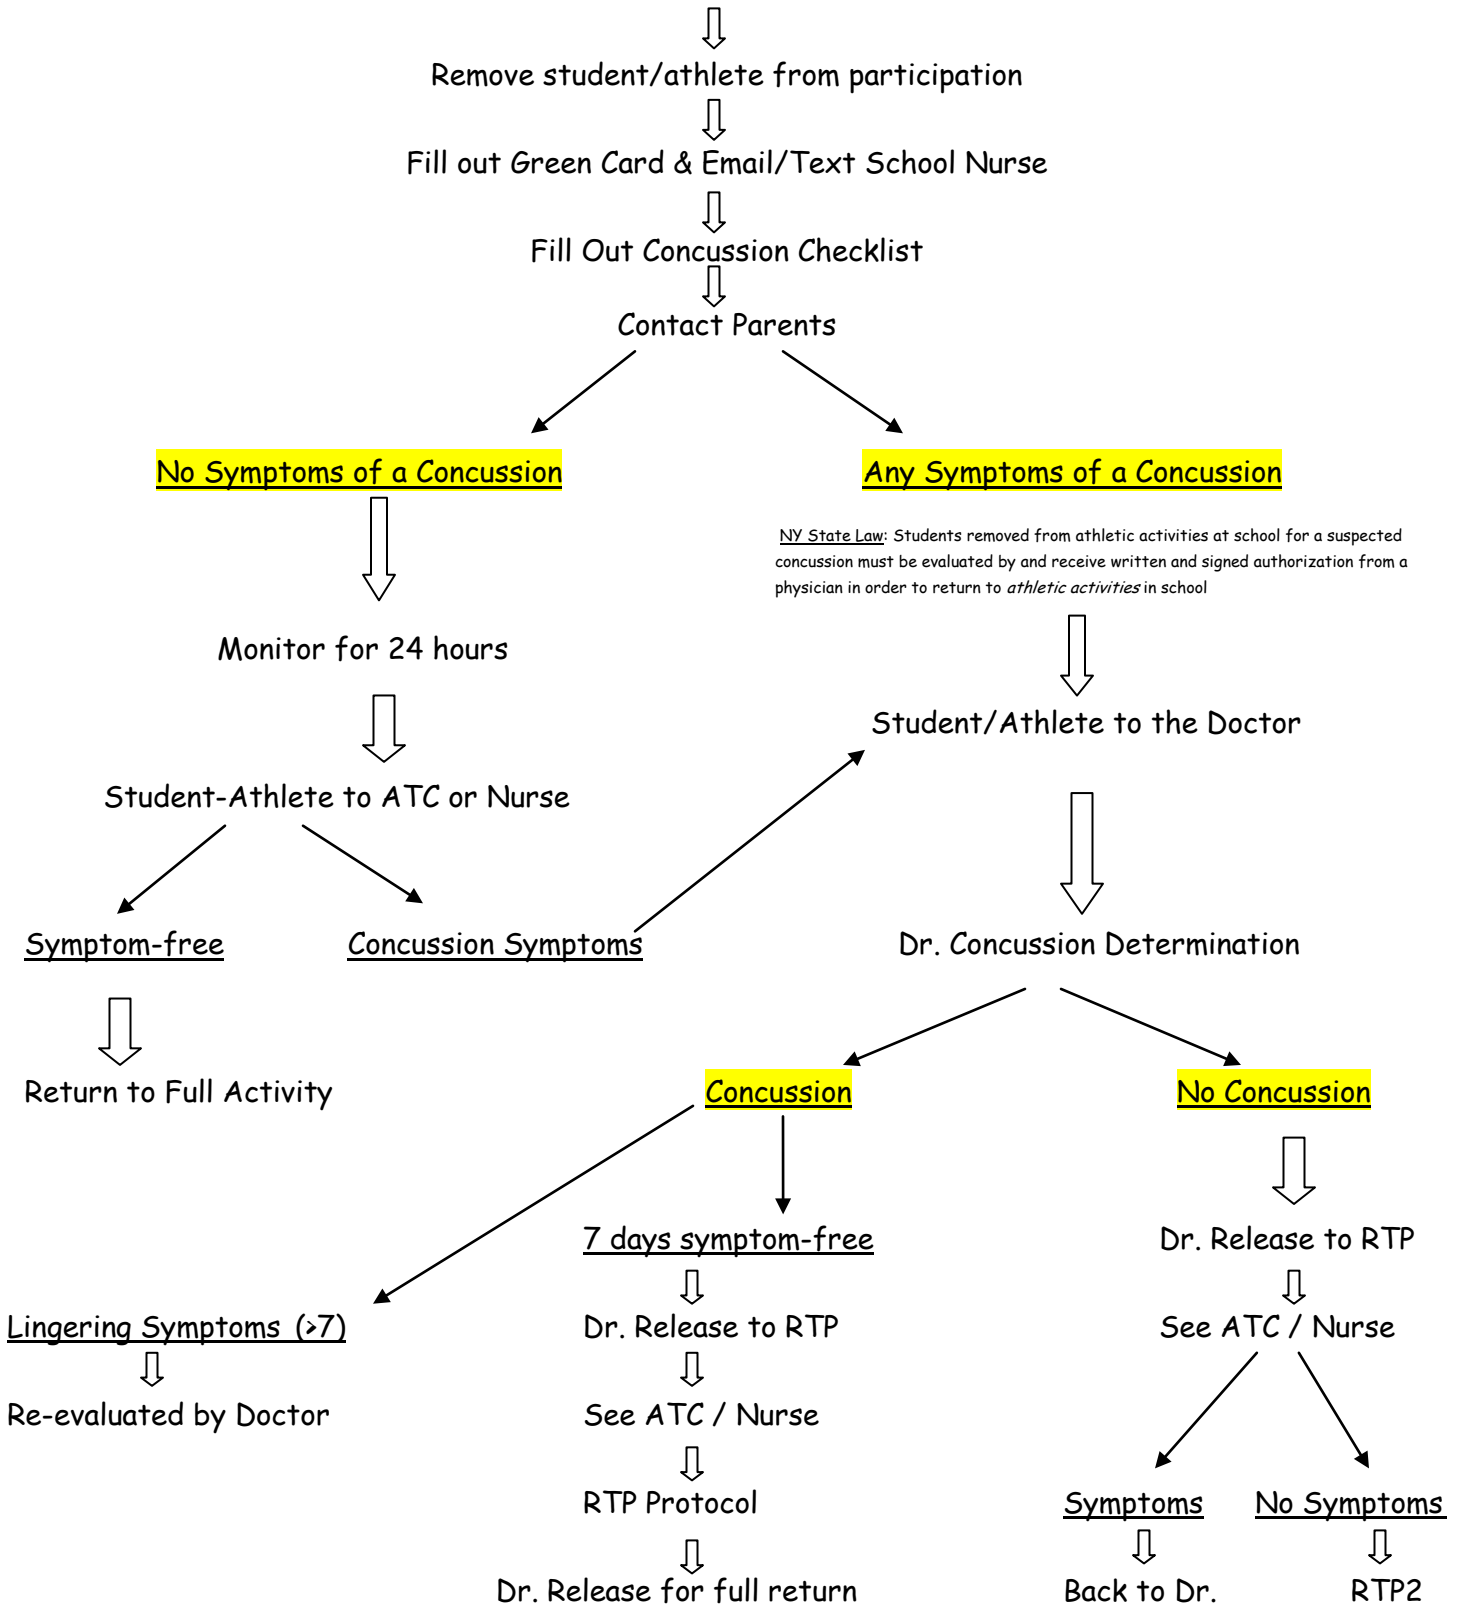 Remove student/athlete from participation
Fill out Green Card & Email/Text School Nurse
Fill Out Concussion Checklist
Contact Parents
No Symptoms of a Concussion
Any Symptoms of a Concussion
NY State Law: Students removed from athletic activities at school for a suspected
concussion must be evaluated by and receive written and signed authorization from a
physician in order to return to athletic activities in school
Monitor for 24 hours
Student/Athlete to the Doctor
Student-Athlete to ATC or Nurse
Symptom-free
Concussion Symptoms
Dr. Concussion Determination
Return to Full Activity
Concussion
No Concussion
7 days symptom-free
Dr. Release to RTP
Lingering Symptoms (>7)
Dr. Release to RTP
See ATC / Nurse
Re-evaluated by Doctor
See ATC / Nurse
RTP Protocol
Symptoms
No Symptoms
Dr. Release for full return
Back to Dr.
RTP2